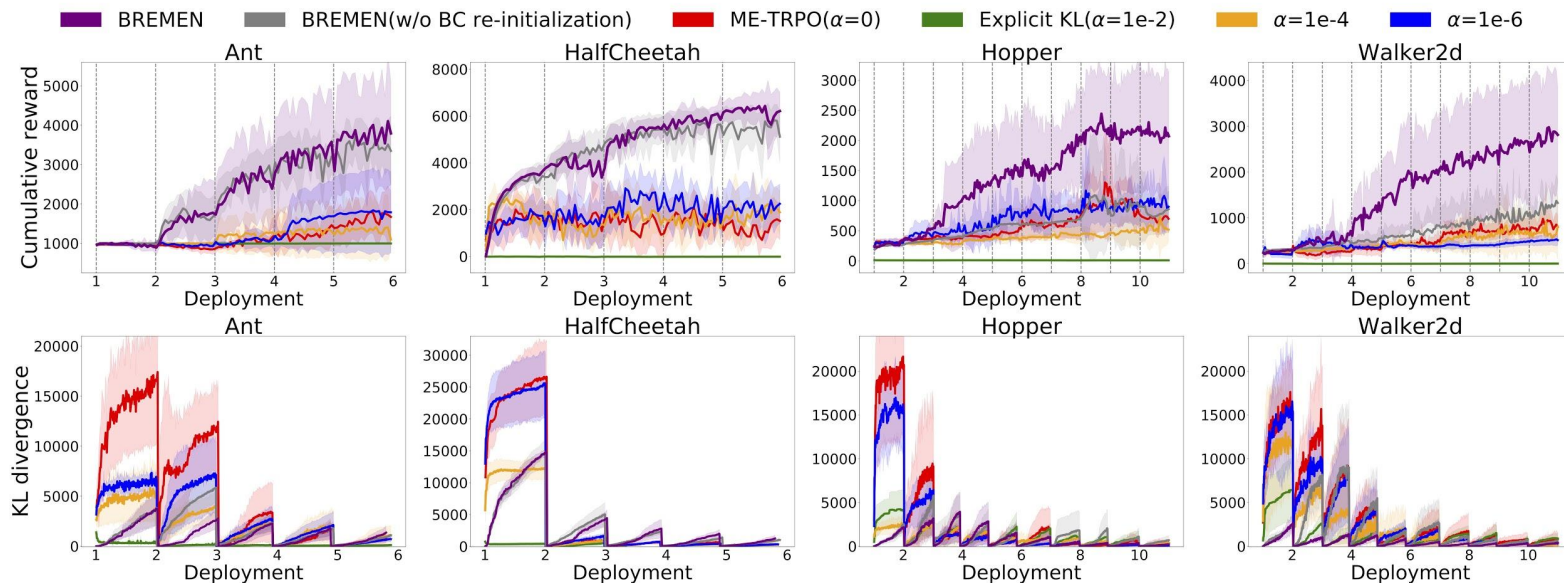 BREMEN BREMEN(w/o BC re-initialization) ME-TRPO(α=0) Explicit KL(α=1e-2) α=1e-4 α=1e-6
Ant HalfCheetah Hopper Walker2d
Cumulative reward
5000
4000
3000
2000
1000
1 2 3 4 5 6
Deployment
8000
6000
4000
2000
0
1 2 3 4 5 6
Deployment
3000
2500
2000
1500
1000
500
0
2 4 6 8 10
Deployment
4000
3000
2000
1000
0
2 4 6 8 10
Deployment
Ant HalfCheetah Hopper Walker2d
KL divergence
20000
15000
10000
5000
0
1 2 3 4 5 6
Deployment
30000
25000
20000
15000
10000
5000
0
1 2 3 4 5 6
Deployment
20000
15000
10000
5000
0
2 4 6 8 10
Deployment
20000
15000
10000
5000
0
2 4 6 8 10
Deployment